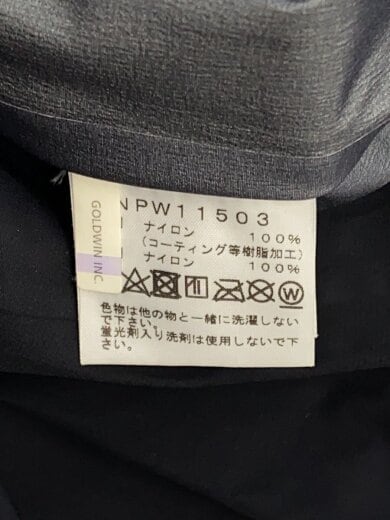 GOLDWIN INC.
NPW11503
ナイロン 100%
(コーティング等樹脂加工)
ナイロン 100%
W
色物は他の物と一緒に洗濯しない
で下さい。
蛍光剤入り洗剤は使用しないで下
さい。